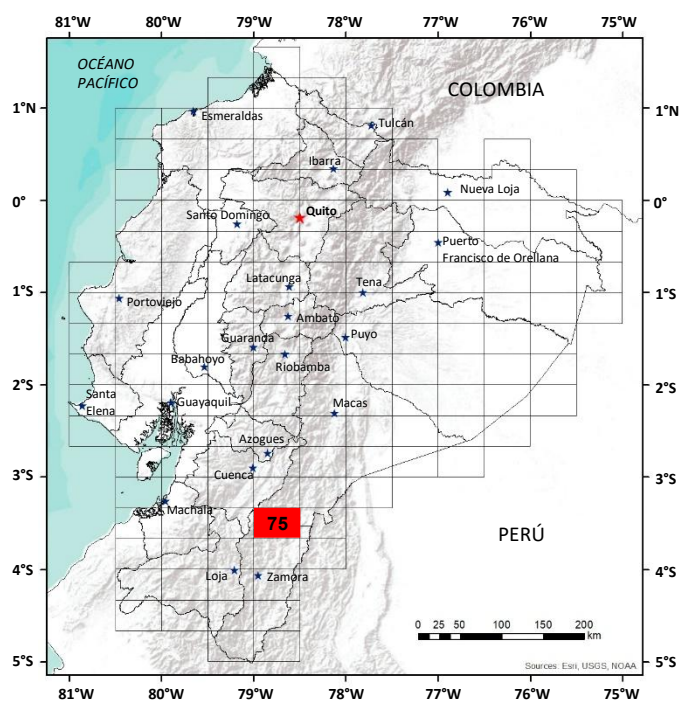 81°W 80°W 79°W 78°W 77°W 76°W 75°W
OCÉANO
PACÍFICO
COLOMBIA
1°N 1°N
Esmeraldas
Tulcán
Ibarra
Nueva Loja
0° 0°
Santo Domingo
Quito
Puerto
Francisco de Orellana
Latacunga
Tena
1°S 1°S
Portoviejo
Ambato
Guaranda
Puyo
Babahoyo
Riobamba
2°S 2°S
Santa
Elena
Guayaquil
Macas
Azogues
Cuenca
3°S 3°S
Machala
75
PERÚ
4°S 4°S
Loja
Zamora
0 25 50 100 150 200
km
5°S 5°S
Sources: Esri, USGS, NOAA
81°W 80°W 79°W 78°W 77°W 76°W 75°W